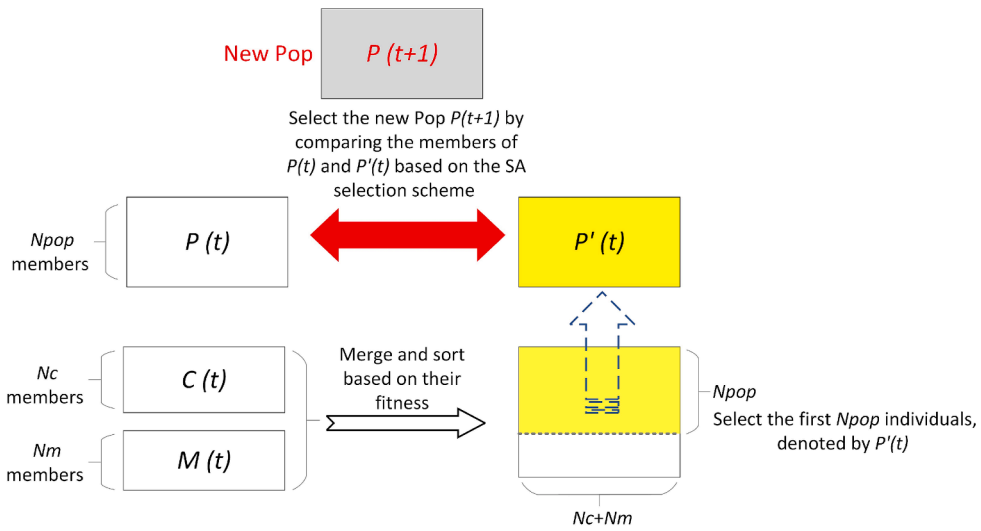 New Pop
P (t+1)
Select the new Pop P(t+1) by
comparing the members of
P(t) and P'(t) based on the SA
selection scheme
Npop
members
P (t)
P' (t)
Nc
members
C (t)
Merge and sort
based on their
fitness
Npop
Select the first Npop individuals,
denoted by P'(t)
Nm
members
M (t)
Nc+Nm